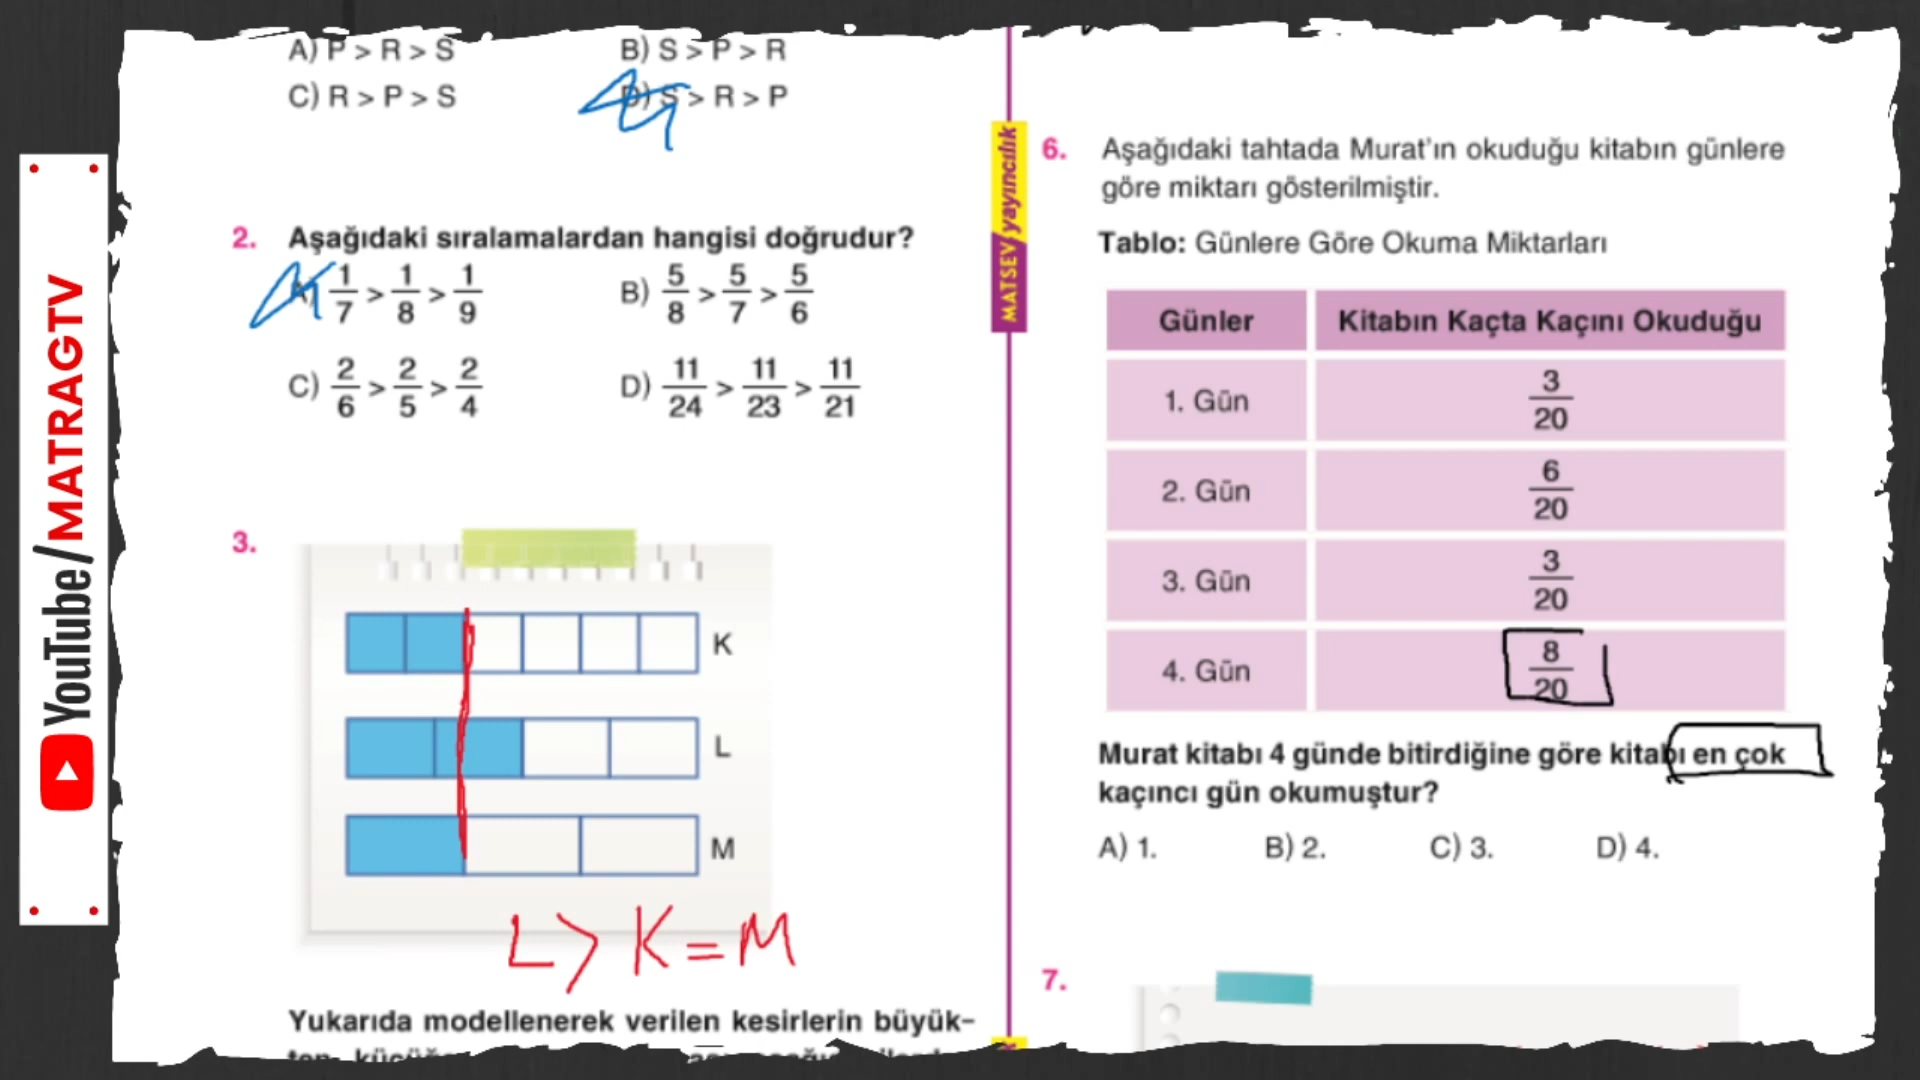 A) P > R > S
B) S > P > R
C) R > P > S
D) S > R > P
2. Aşağıdaki sıralamalardan hangisi doğrudur?
A) 1/7 > 1/8 > 1/9
B) 5/8 > 5/7 > 5/6
C) 2/6 > 2/5 > 2/4
D) 11/24 > 11/23 > 11/21
3.
K
L
M
L > K = M
Yukarıda modellenerek verilen kesirlerin büyük-
MATSEV yayıncılık
6. Aşağıdaki tahtada Murat'ın okuduğu kitabın günlere
göre miktarı gösterilmiştir.
Tablo: Günlere Göre Okuma Miktarları
Günler Kitabın Kaçta Kaçını Okuduğu
1. Gün 3/20
2. Gün 6/20
3. Gün 3/20
4. Gün 8/20
Murat kitabı 4 günde bitirdiğine göre kitabı en çok
kaçıncı gün okumuştur?
A) 1. B) 2. C) 3. D) 4.
7.
YouTube/MATRAGTV